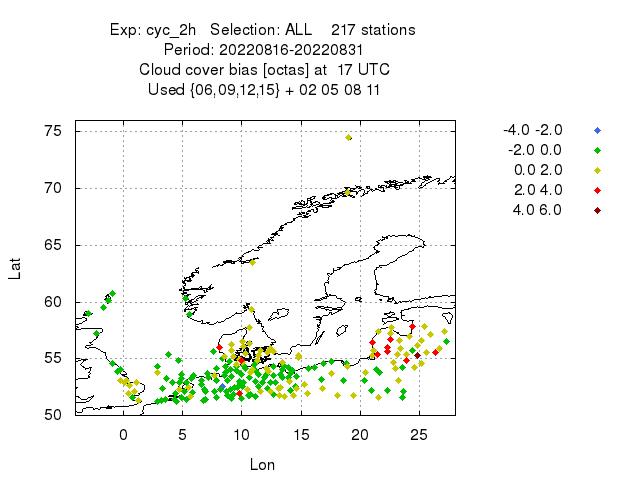 Exp: cyc_2h   Selection: ALL    217 stations
Period: 20220816-20220831
Cloud cover bias [octas] at  17 UTC
Used {06,09,12,15} + 02 05 08 11
75
70
65
60
55
50
Lat
0 5 10 15 20 25
Lon
-4.0 -2.0
-2.0 0.0
0.0 2.0
2.0 4.0
4.0 6.0